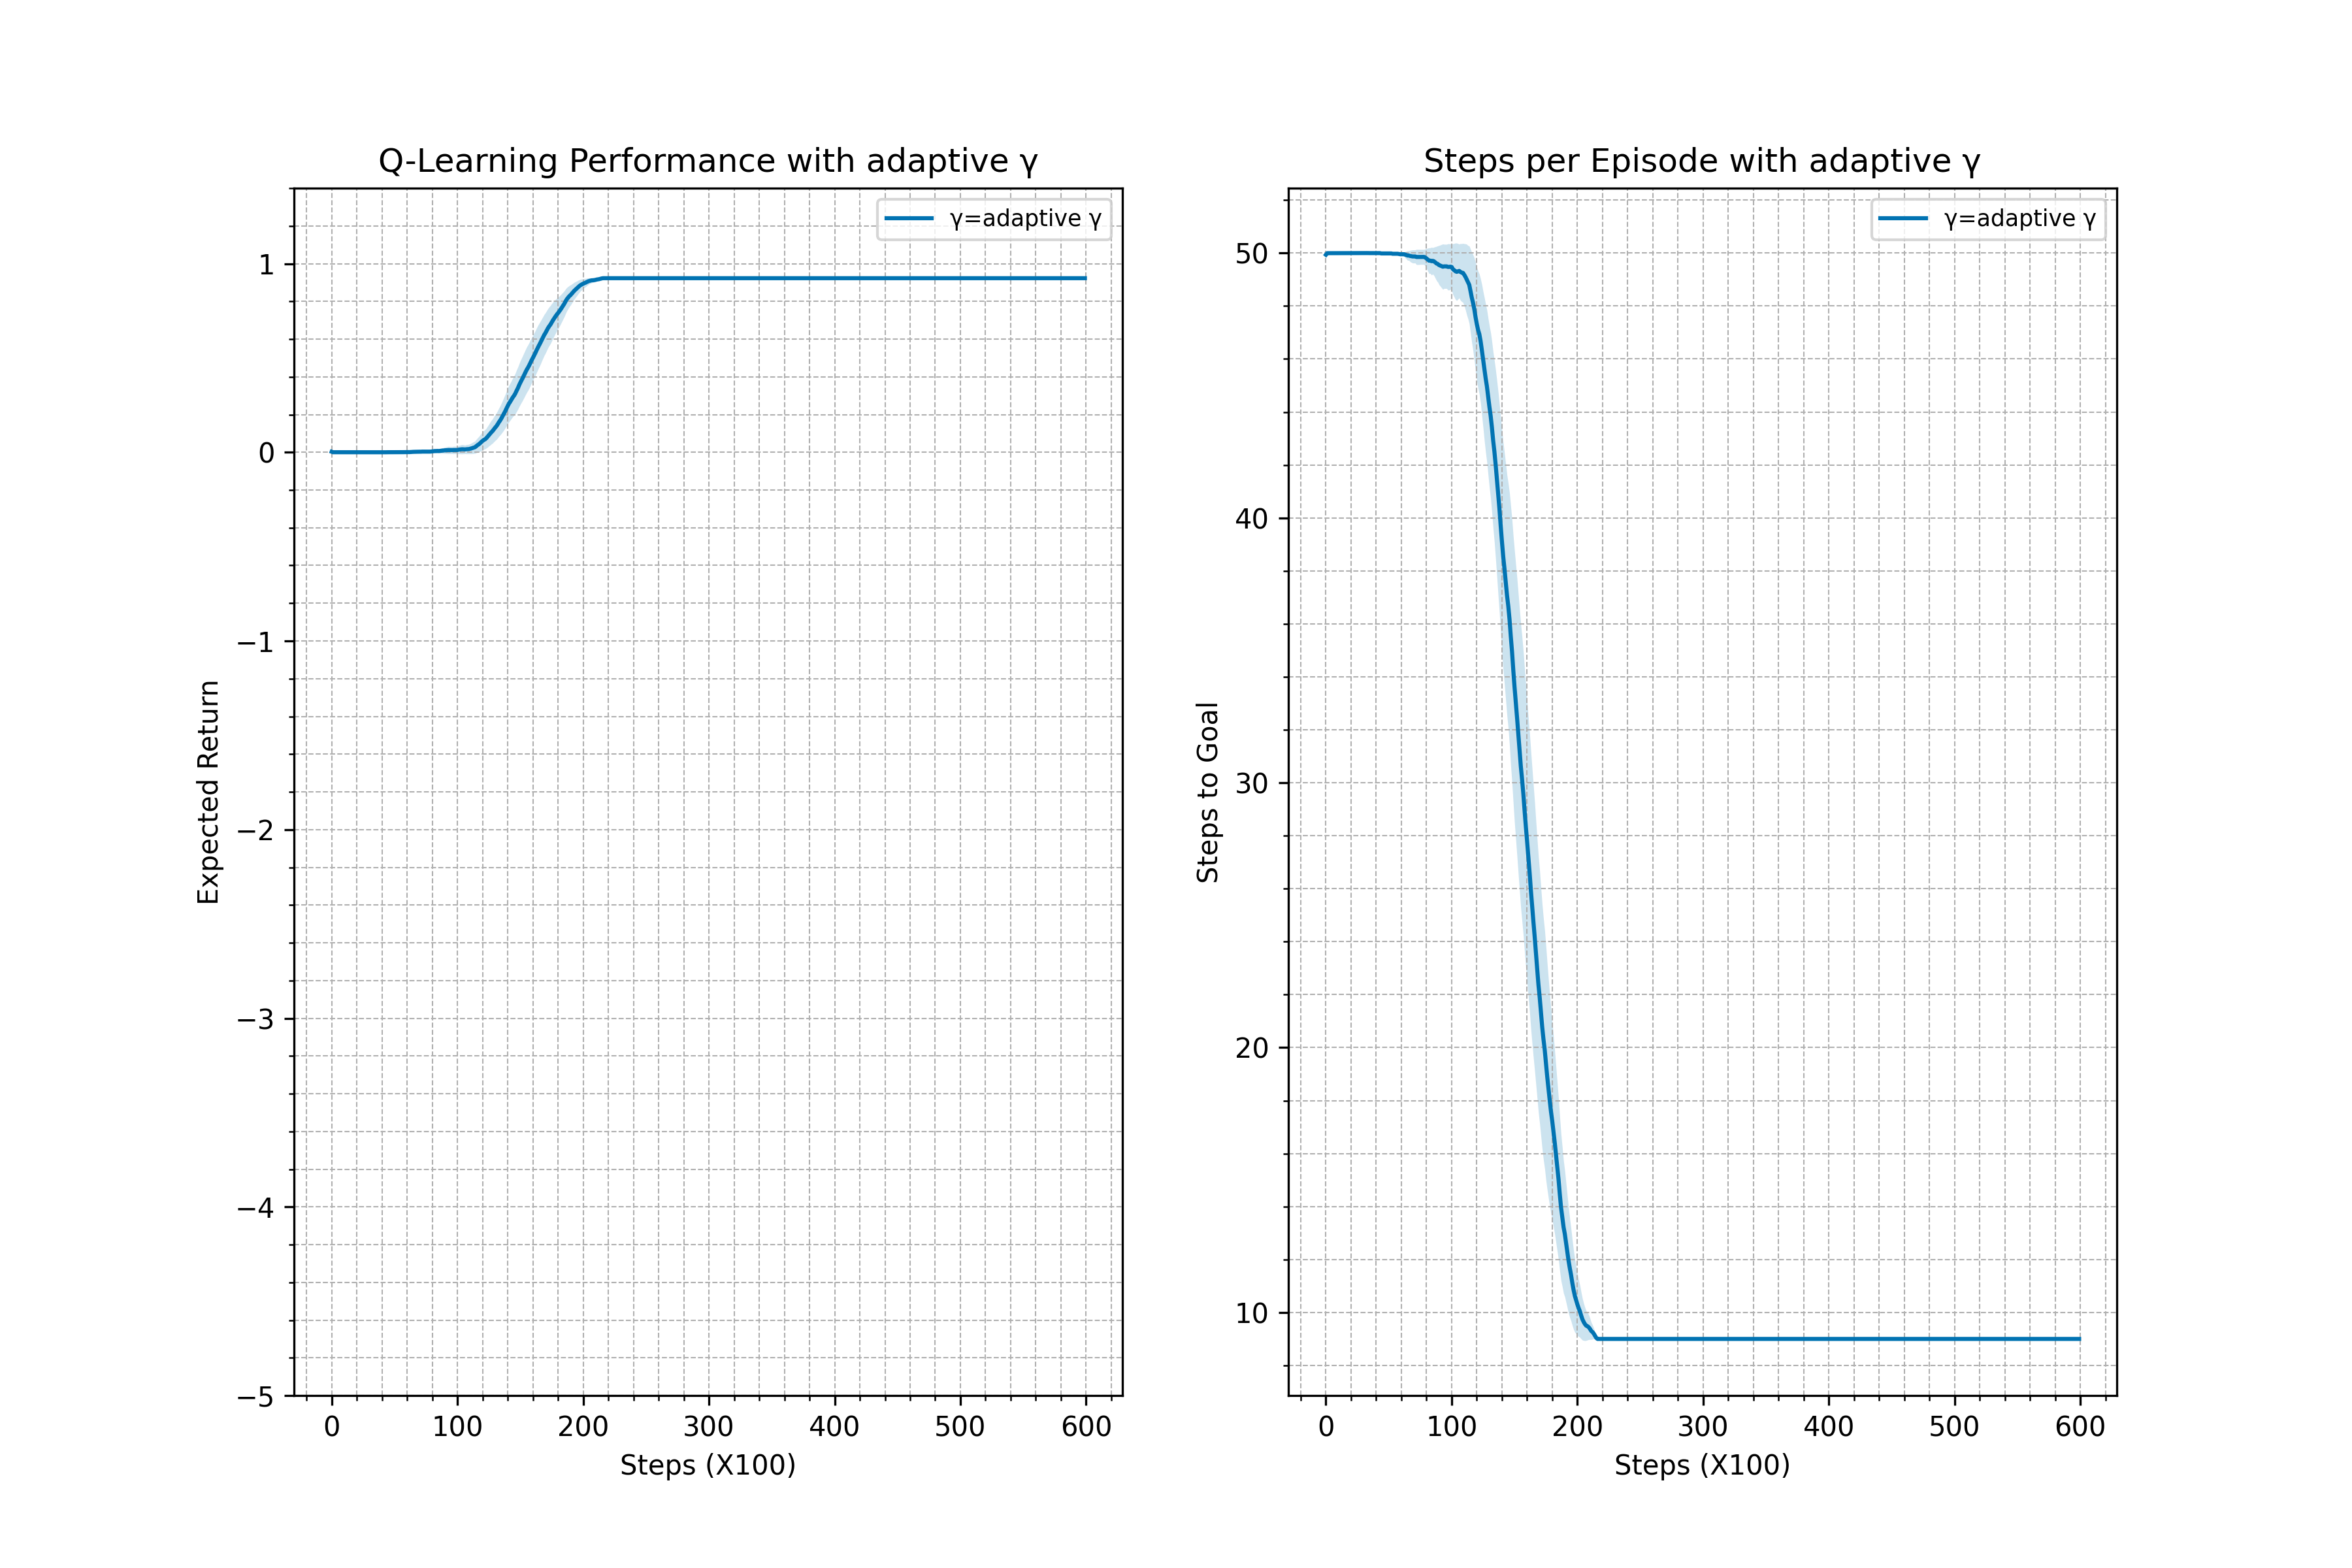 Q-Learning Performance with adaptive γ
γ=adaptive γ
1
0
−1
−2
−3
−4
−5
Expected Return
0 100 200 300 400 500 600
Steps (X100)
Steps per Episode with adaptive γ
γ=adaptive γ
50
40
30
20
10
Steps to Goal
0 100 200 300 400 500 600
Steps (X100)